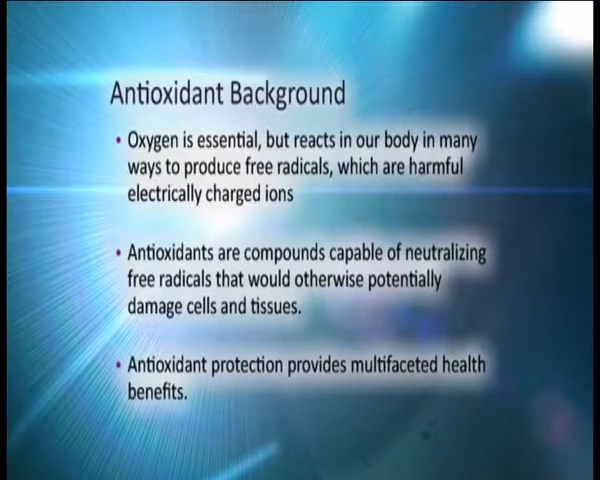 Antioxidant Background
• Oxygen is essential, but reacts in our body in many
ways to produce free radicals, which are harmful
electrically charged ions
• Antioxidants are compounds capable of neutralizing
free radicals that would otherwise potentially
damage cells and tissues.
• Antioxidant protection provides multifaceted health
benefits.